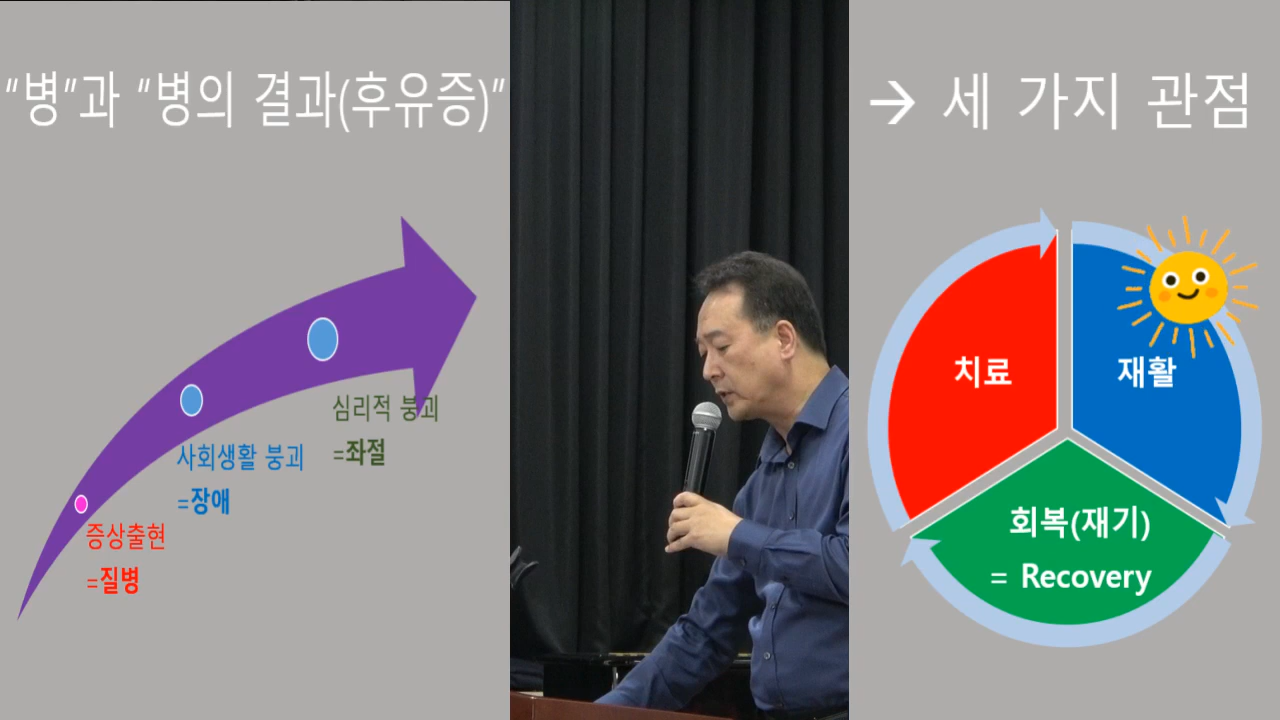 “병”과 “병의 결과(후유증)”
심리적 붕괴
=좌절
사회생활 붕괴
=장애
증상출현
=질병
→ 세 가지 관점
치료
재활
회복(재기)
= Recovery